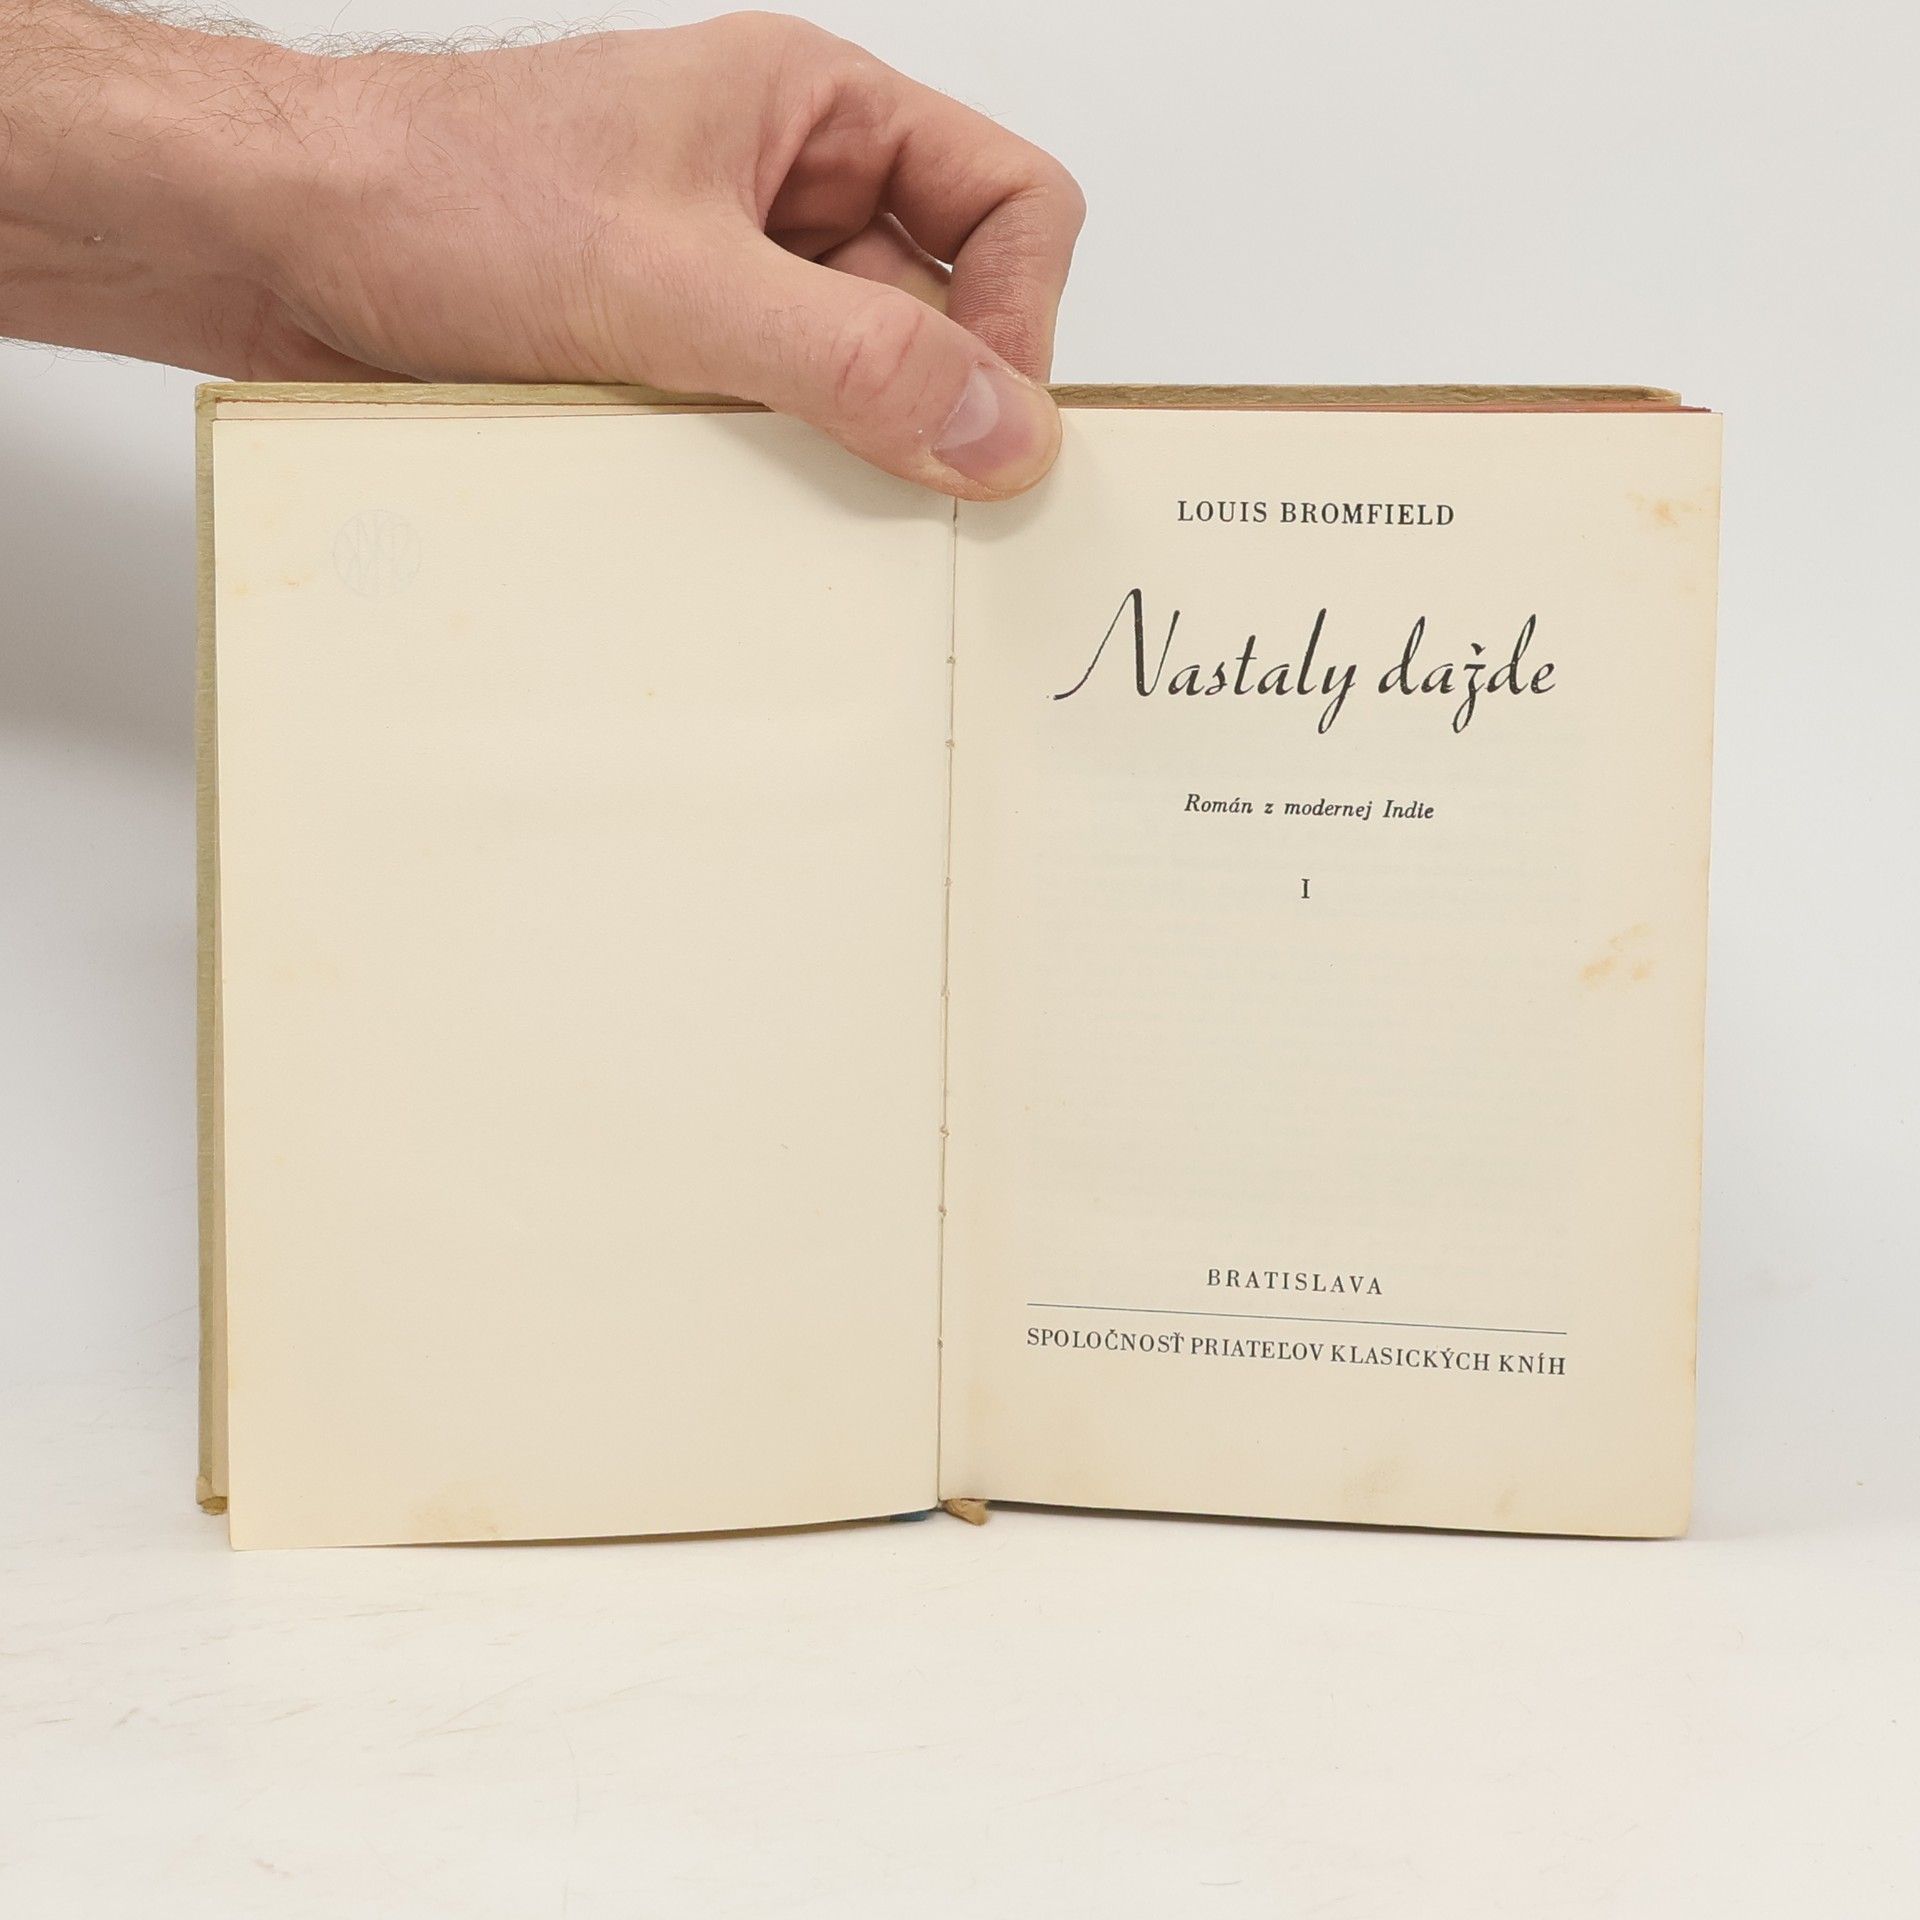 LOUIS BROMFIELD
Nastaly dažde
Román z modernej Indie
I
BRATISLAVA
SPOLOČNOSŤ PRIATEĽOV KLASICKÝCH KNÍH